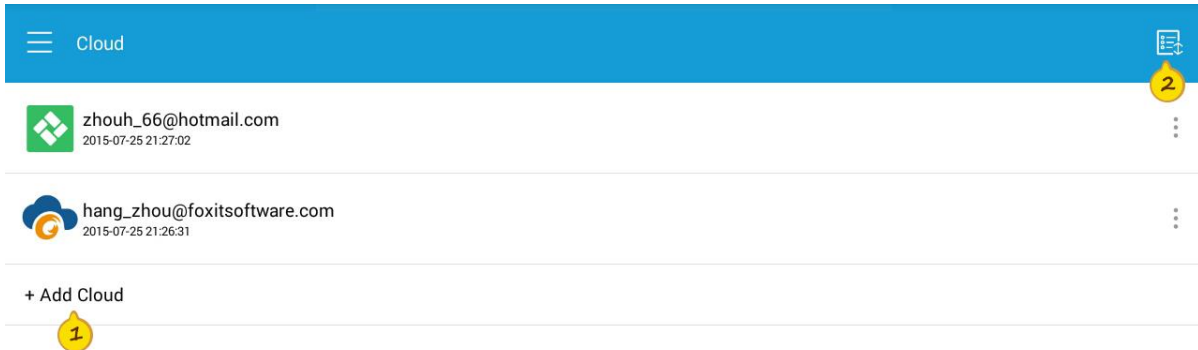 Cloud
2
zhouh_66@hotmail.com
2015-07-25 21:27:02
hang_zhou@foxitsoftware.com
2015-07-25 21:26:31
+ Add Cloud
1